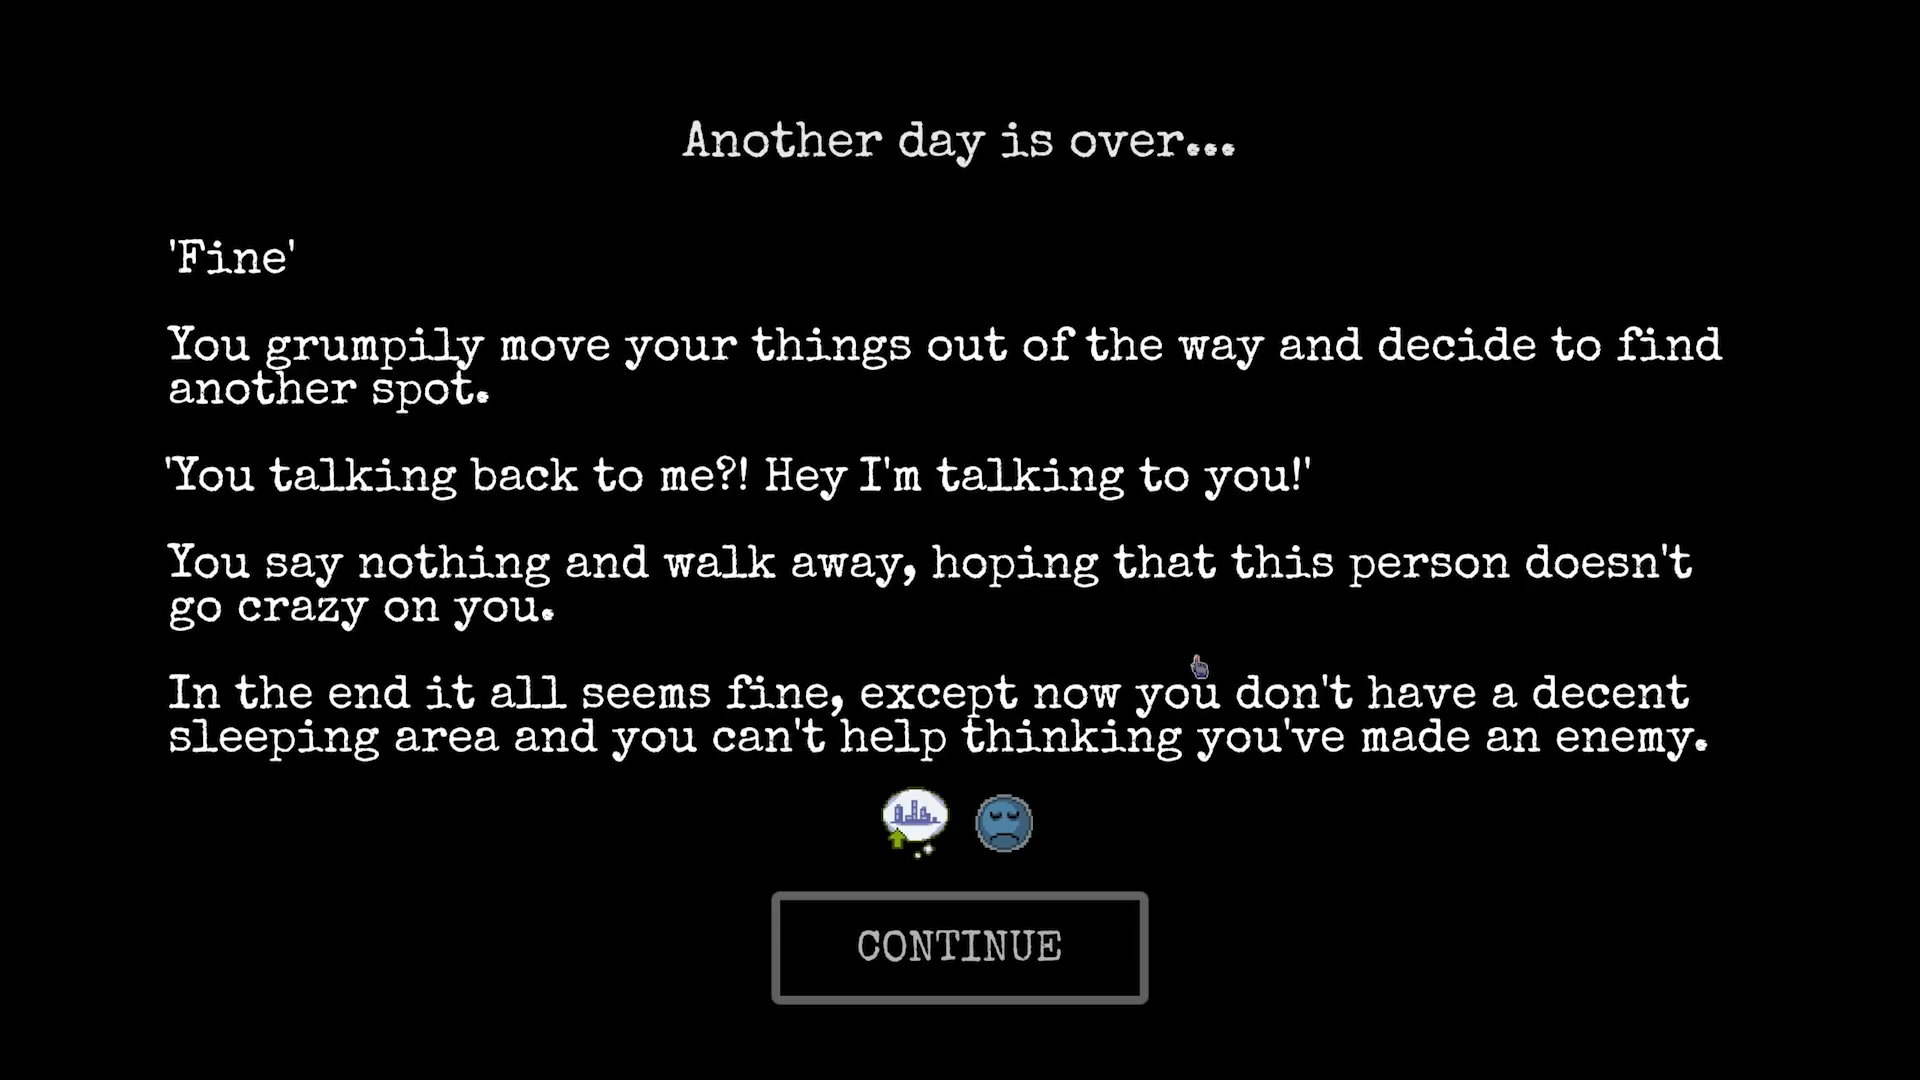 Another day is over...
'Fine'
You grumpily move your things out of the way and decide to find
another spot.
'You talking back to me?! Hey I'm talking to you!'
You say nothing and walk away, hoping that this person doesn't
go crazy on you.
In the end it all seems fine, except now you don't have a decent
sleeping area and you can't help thinking you've made an enemy.
CONTINUE